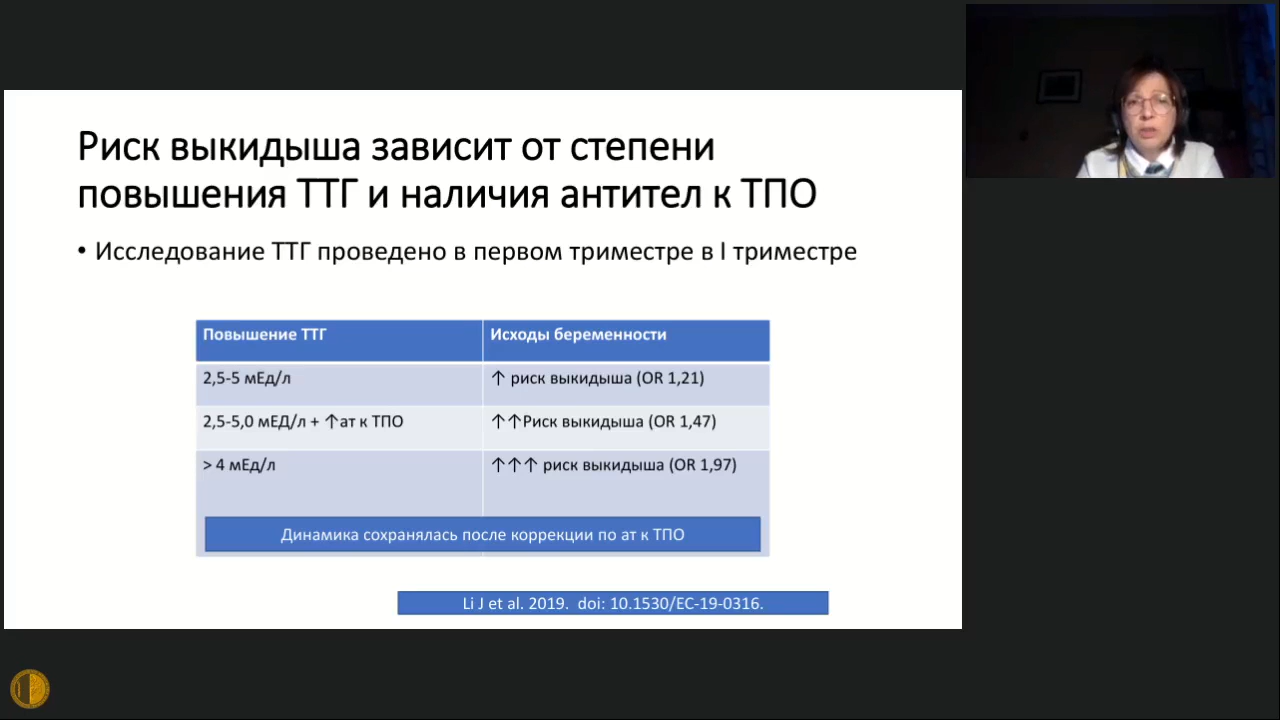 Риск выкидыша зависит от степени
повышения ТТГ и наличия антител к ТПО
• Исследование ТТГ проведено в первом триместре в I триместре
Повышение ТТГ
Исходы беременности
2,5-5 мЕд/л
↑ риск выкидыша (OR 1,21)
2,5-5,0 мЕД/л + ↑ат к ТПО
↑↑Риск выкидыша (OR 1,47)
> 4 мЕд/л
↑↑↑ риск выкидыша (OR 1,97)
Динамика сохранялась после коррекции по ат к ТПО
Li J et al. 2019. doi: 10.1530/EC-19-0316.